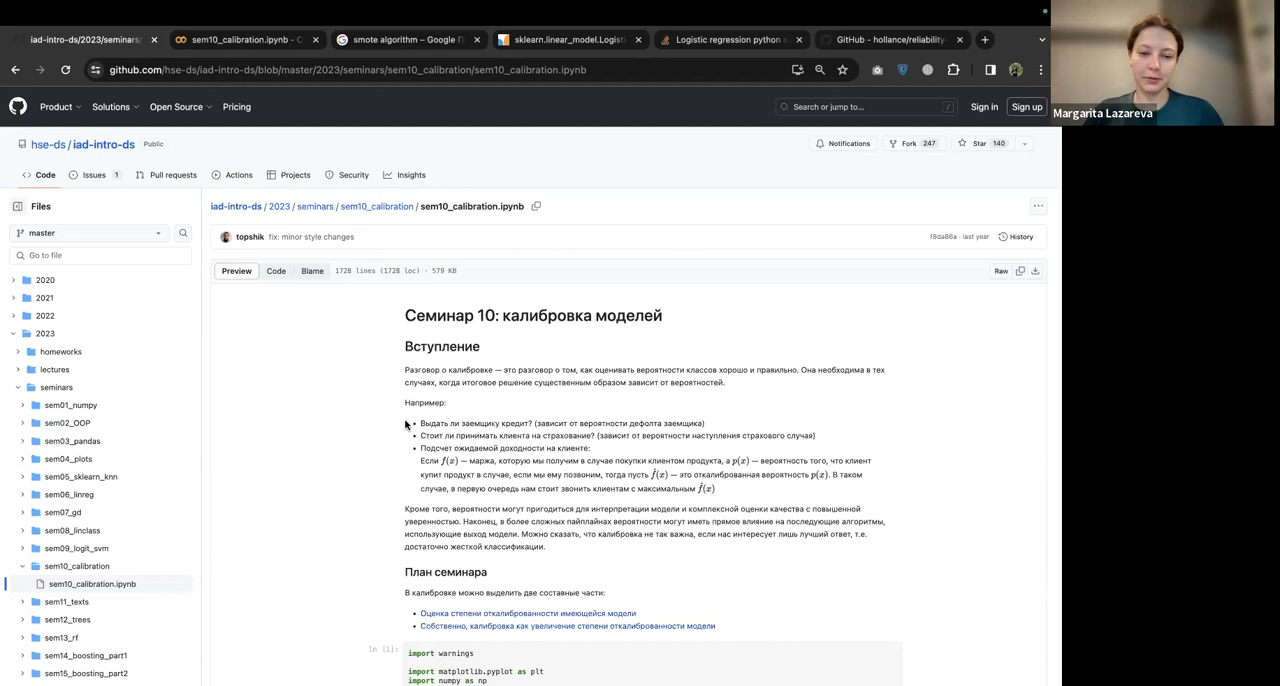 iad-intro-ds/2023/seminars
sem10_calibration.ipynb - C
smote algorithm – Google П
sklearn.linear_model.Logisti
Logistic regression python s
GitHub - hollance/reliability-
github.com/hse-ds/iad-intro-ds/blob/master/2023/seminars/sem10_calibration/sem10_calibration.ipynb
Margarita Lazareva
Product
Solutions
Open Source
Pricing
Search or jump to...
/
Sign in
Sign up
hse-ds / iad-intro-ds
Public
Notifications
Fork 247
Star 140
Code
Issues 1
Pull requests
Actions
Projects
Security
Insights
Files
master
Go to file
2020
2021
2022
2023
homeworks
lectures
seminars
sem01_numpy
sem02_OOP
sem03_pandas
sem04_plots
sem05_sklearn_knn
sem06_linreg
sem07_gd
sem08_linclass
sem09_logit_svm
sem10_calibration
sem10_calibration.ipynb
sem11_texts
sem12_trees
sem13_rf
sem14_boosting_part1
sem15_boosting_part2
iad-intro-ds / 2023 / seminars / sem10_calibration / sem10_calibration.ipynb
topshik fix: minor style changes
f8da86a · last year
History
Preview
Code
Blame
1728 lines (1728 loc) · 579 KB
Raw
Семинар 10: калибровка моделей
Вступление
Разговор о калибровке — это разговор о том, как оценивать вероятности классов хорошо и правильно. Она необходима в тех
случаях, когда итоговое решение существенным образом зависит от вероятностей.
Например:
• Выдать ли заемщику кредит? (зависит от вероятности дефолта заемщика)
• Стоит ли принимать клиента на страхование? (зависит от вероятности наступления страхового случая)
• Подсчет ожидаемой доходности на клиенте:
Если f(x) — маржа, которую мы получим в случае покупки клиентом продукта, а p(x) — вероятность того, что клиент
купит продукт в случае, если мы ему позвоним, тогда пусть f̂(x) — это откалиброванная вероятность p(x). В таком
случае, в первую очередь нам стоит звонить клиентам с максимальным f̂(x)
Кроме того, вероятности могут пригодиться для интерпретации модели и комплексной оценки качества с повышенной
уверенностью. Наконец, в более сложных пайплайнах вероятности могут иметь прямое влияние на последующие алгоритмы,
использующие выход модели. Можно сказать, что калибровка не так важна, если нас интересует лишь лучший ответ, т.е.
достаточно жесткой классификации.
План семинара
В калибровке можно выделить две составные части:
• Оценка степени откалиброванности имеющейся модели
• Собственно, калибровка как увеличение степени откалиброванности модели
In [1]:
import warnings
import matplotlib.pyplot as plt
import numpy as np